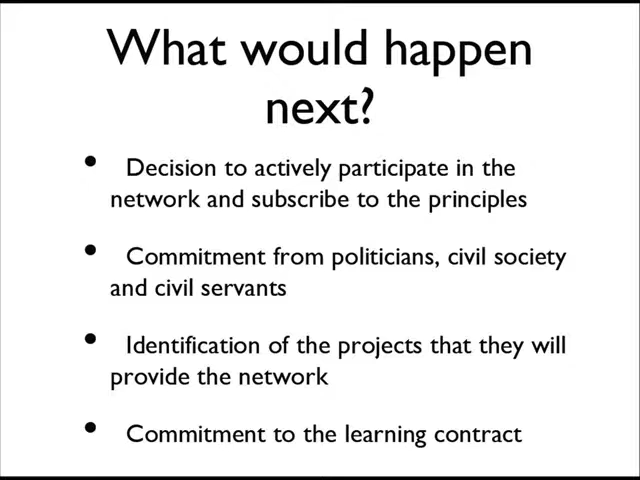 What would happen
next?
• Decision to actively participate in the
network and subscribe to the principles
• Commitment from politicians, civil society
and civil servants
• Identification of the projects that they will
provide the network
• Commitment to the learning contract